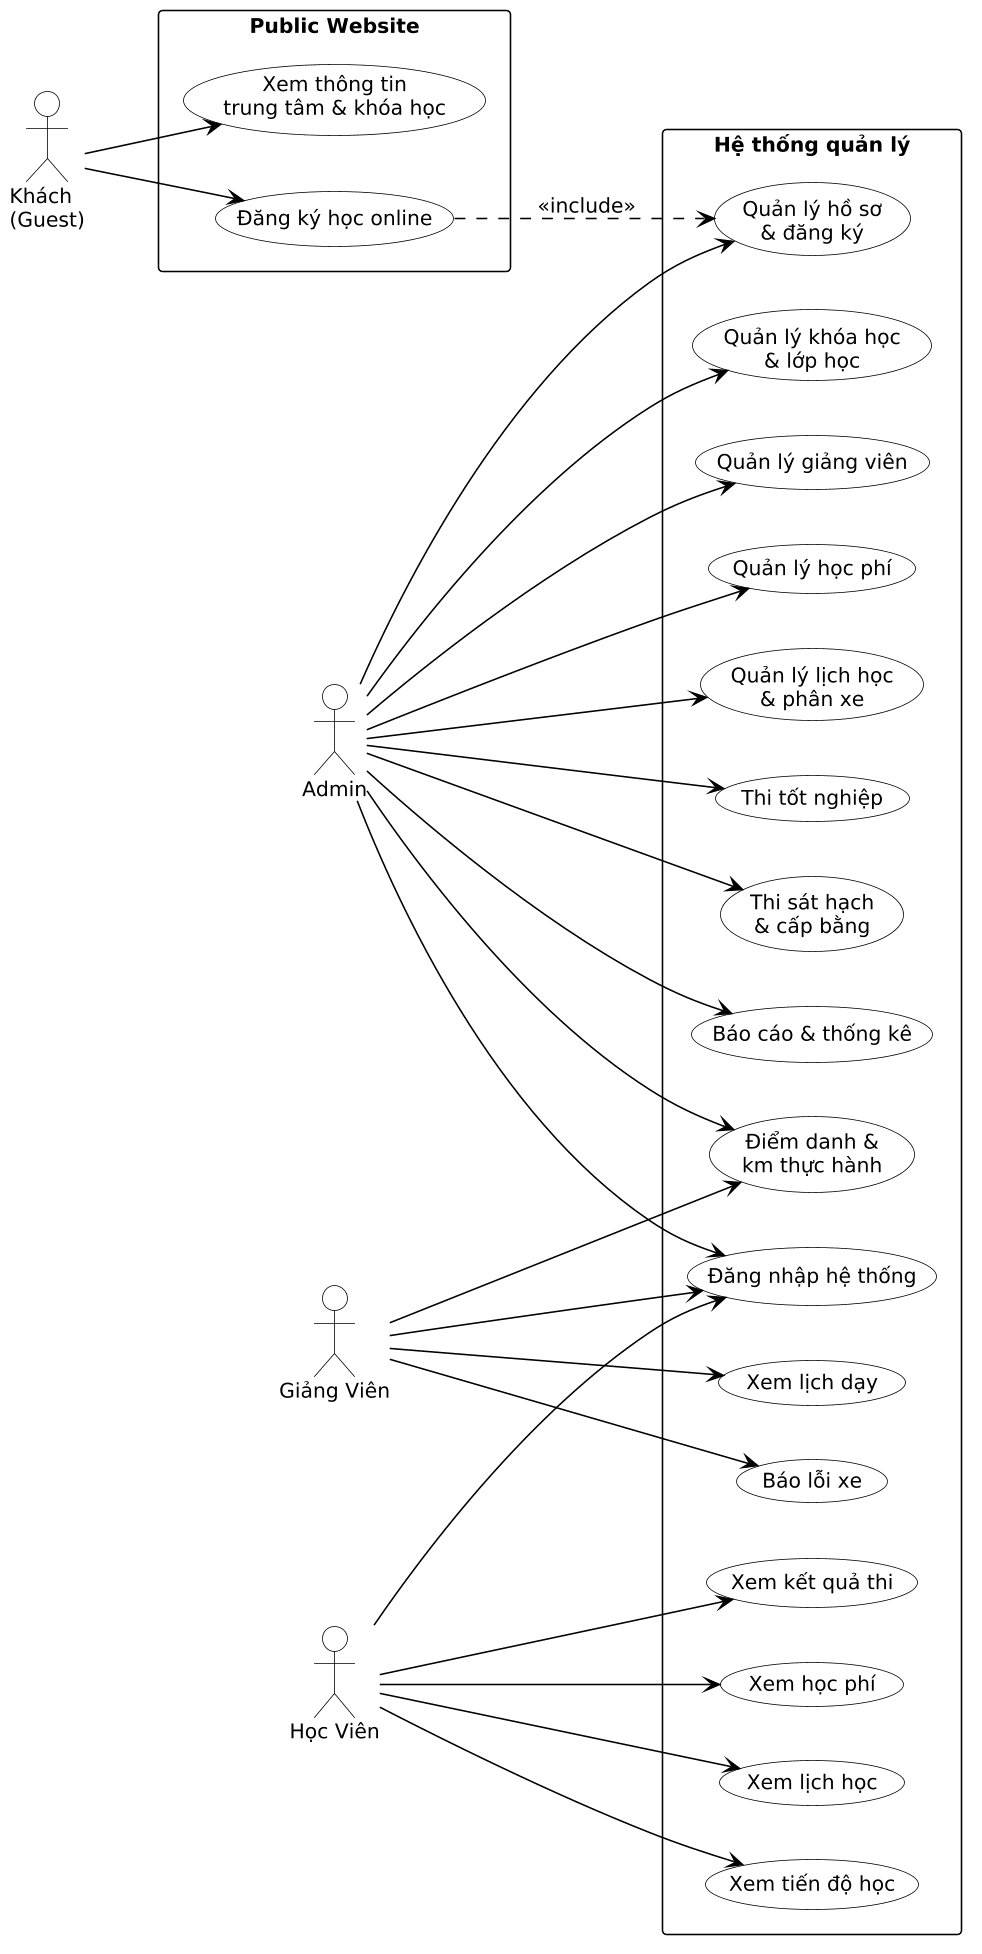 Public Website
Xem thông tin
trung tâm & khóa học
Khách
(Guest)
Đăng ký học online
«include»
Hệ thống quản lý
Quản lý hồ sơ
& đăng ký
Quản lý khóa học
& lớp học
Quản lý giảng viên
Quản lý học phí
Quản lý lịch học
& phân xe
Admin
Thi tốt nghiệp
Thi sát hạch
& cấp bằng
Báo cáo & thống kê
Điểm danh &
km thực hành
Đăng nhập hệ thống
Giảng Viên
Xem lịch dạy
Báo lỗi xe
Xem kết quả thi
Xem học phí
Học Viên
Xem lịch học
Xem tiến độ học